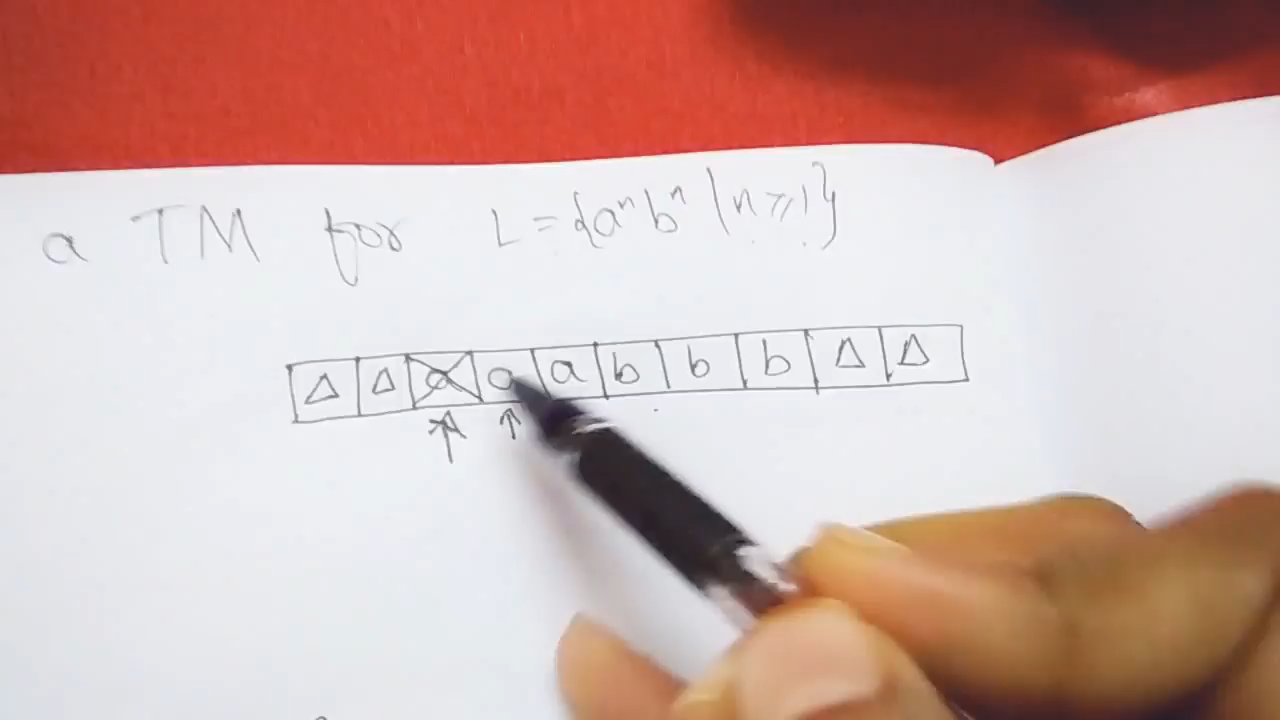 a TM for L = {aⁿbⁿ | n ≥ 1}
Δ Δ a a a b b b Δ Δ